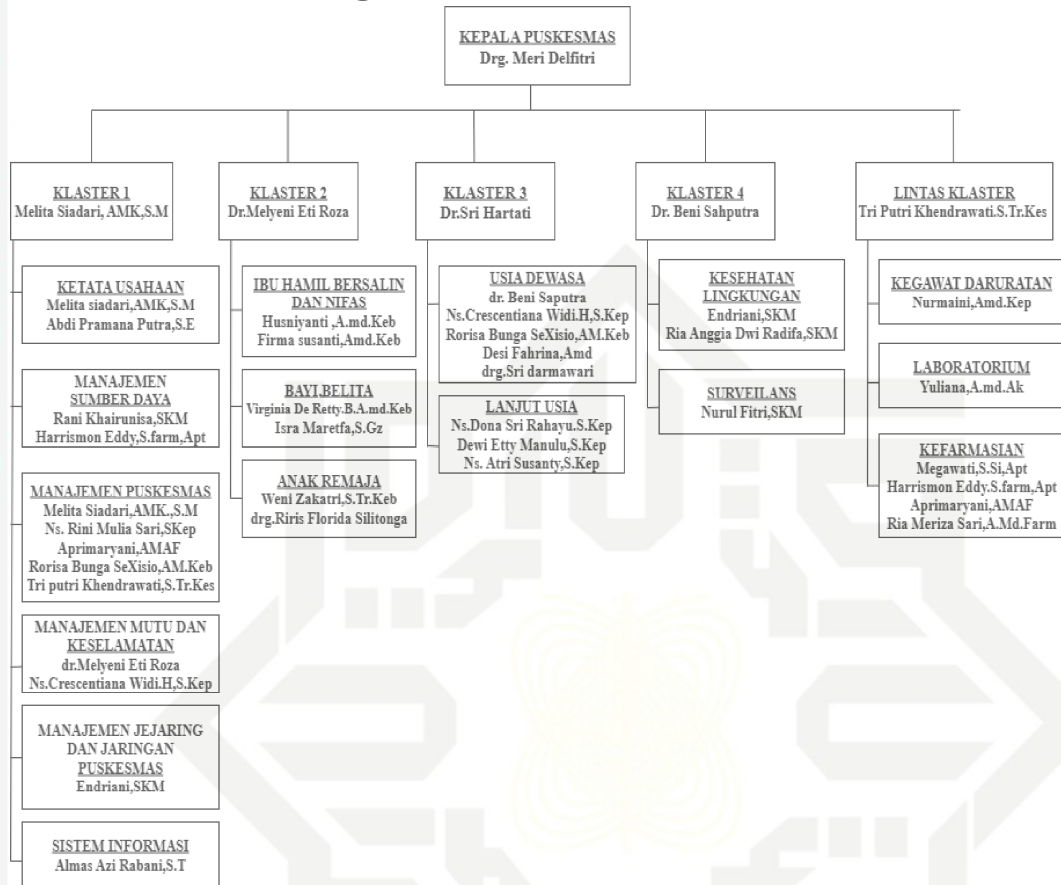 KEPALA PUSKESMAS
Drg. Meri Delfitri
KLASTER 1
Melita Siadari, AMK,S.M
KETATA USAHAAN
Melita siadari,AMK,S.M
Abdi Pramana Putra,S.E
MANAJEMEN
SUMBER DAYA
Rani Khairunisa,SKM
Harrismon Eddy,S.farm,Apt
MANAJEMEN PUSKESMAS
Melita Siadari,AMK.,S.M
Ns. Rini Mulia Sari,SKep
Aprimaryani,AMAF
Rorisa Bunga SeXisio,AM.Keb
Tri putri Khendrawati,S.Tr.Kes
MANAJEMEN MUTU DAN
KESELAMATAN
dr.Melyeni Eti Roza
Ns.Crescentiana Widi.H,S.Kep
MANAJEMEN JEJARING
DAN JARINGAN
PUSKESMAS
Endriani,SKM
SISTEM INFORMASI
Almas Azi Rabani,S.T
KLASTER 2
Dr.Melyeni Eti Roza
IBU HAMIL BERSALIN
DAN NIFAS
Husniyanti ,A.md.Keb
Firma susanti,Amd.Keb
BAYI,BELITA
Virginia De Retty.B.A.md.Keb
Isra Maretfa,S.Gz
ANAK REMAJA
Weni Zakatri,S.Tr.Keb
drg.Riris Florida Silitonga
KLASTER 3
Dr.Sri Hartati
USIA DEWASA
dr. Beni Saputra
Ns.Crescentiana Widi.H,S.Kep
Rorisa Bunga SeXisio,AM.Keb
Desi Fahrina,Amd
drg.Sri darmawari
LANJUT USIA
Ns.Dona Sri Rahayu.S.Kep
Dewi Etty Manulu,S.Kep
Ns. Atri Susanty,S.Kep
KLASTER 4
Dr. Beni Sahputra
KESEHATAN
LINGKUNGAN
Endriani,SKM
Ria Anggia Dwi Radifa,SKM
SURVEILANS
Nurul Fitri,SKM
LINTAS KLASTER
Tri Putri Khendrawati.S.Tr.Kes
KEGAWAT DARURATAN
Nurmaini,Amd.Kep
LABORATORIUM
Yuliana,A.md.Ak
KEFARMASIAN
Megawati,S.Si,Apt
Harrismon Eddy.S.farm,Apt
Aprimaryani,AMAF
Ria Meriza Sari,A.Md.Farm